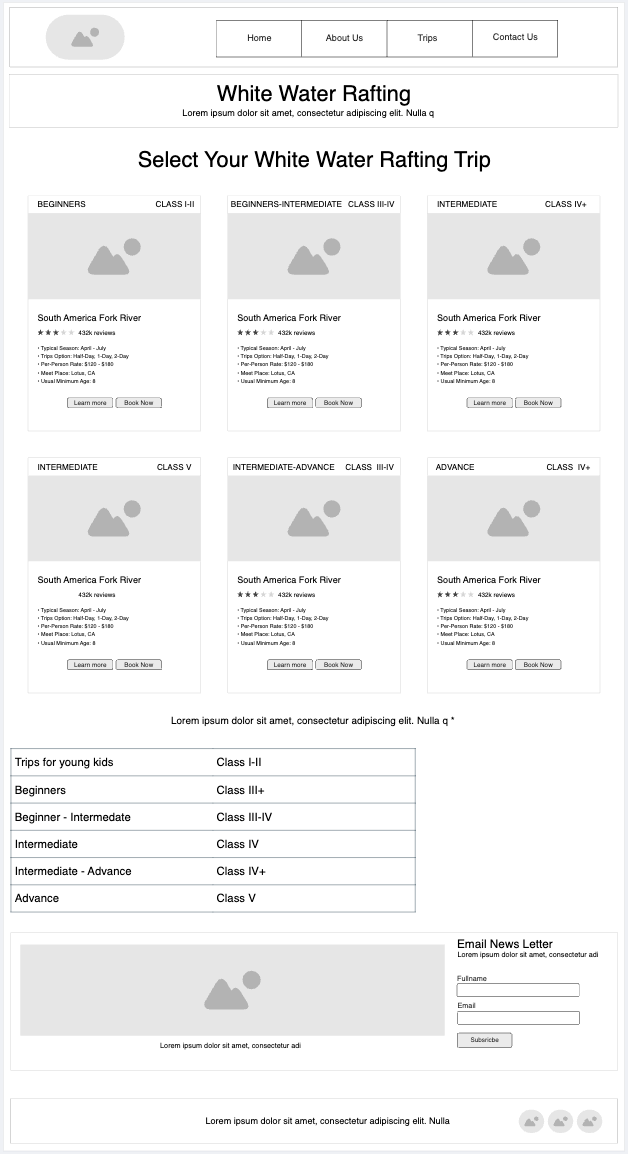 Home About Us Trips Contact Us
White Water Rafting
Lorem ipsum dolor sit amet, consectetur adipiscing elit. Nulla q
Select Your White Water Rafting Trip
BEGINNERS CLASS I-II
South America Fork River
432k reviews
• Typical Season: April - July
• Trips Option: Half-Day, 1-Day, 2-Day
• Per-Person Rate: $120 - $180
• Meet Place: Lotus, CA
• Usual Minimum Age: 8
Learn more Book Now
BEGINNERS-INTERMEDIATE CLASS III-IV
South America Fork River
432k reviews
• Typical Season: April - July
• Trips Option: Half-Day, 1-Day, 2-Day
• Per-Person Rate: $120 - $180
• Meet Place: Lotus, CA
• Usual Minimum Age: 8
Learn more Book Now
INTERMEDIATE CLASS IV+
South America Fork River
432k reviews
• Typical Season: April - July
• Trips Option: Half-Day, 1-Day, 2-Day
• Per-Person Rate: $120 - $180
• Meet Place: Lotus, CA
• Usual Minimum Age: 8
Learn more Book Now
INTERMEDIATE CLASS V
South America Fork River
432k reviews
• Typical Season: April - July
• Trips Option: Half-Day, 1-Day, 2-Day
• Per-Person Rate: $120 - $180
• Meet Place: Lotus, CA
• Usual Minimum Age: 8
Learn more Book Now
INTERMEDIATE-ADVANCE CLASS III-IV
South America Fork River
432k reviews
• Typical Season: April - July
• Trips Option: Half-Day, 1-Day, 2-Day
• Per-Person Rate: $120 - $180
• Meet Place: Lotus, CA
• Usual Minimum Age: 8
Learn more Book Now
ADVANCE CLASS IV+
South America Fork River
432k reviews
• Typical Season: April - July
• Trips Option: Half-Day, 1-Day, 2-Day
• Per-Person Rate: $120 - $180
• Meet Place: Lotus, CA
• Usual Minimum Age: 8
Learn more Book Now
Lorem ipsum dolor sit amet, consectetur adipiscing elit. Nulla q *
Trips for young kids Class I-II
Beginners Class III+
Beginner - Intermedate Class III-IV
Intermediate Class IV
Intermediate - Advance Class IV+
Advance Class V
Lorem ipsum dolor sit amet, consectetur adi
Email News Letter
Lorem ipsum dolor sit amet, consectetur adi
Fullname
Email
Subsricbe
Lorem ipsum dolor sit amet, consectetur adipiscing elit. Nulla